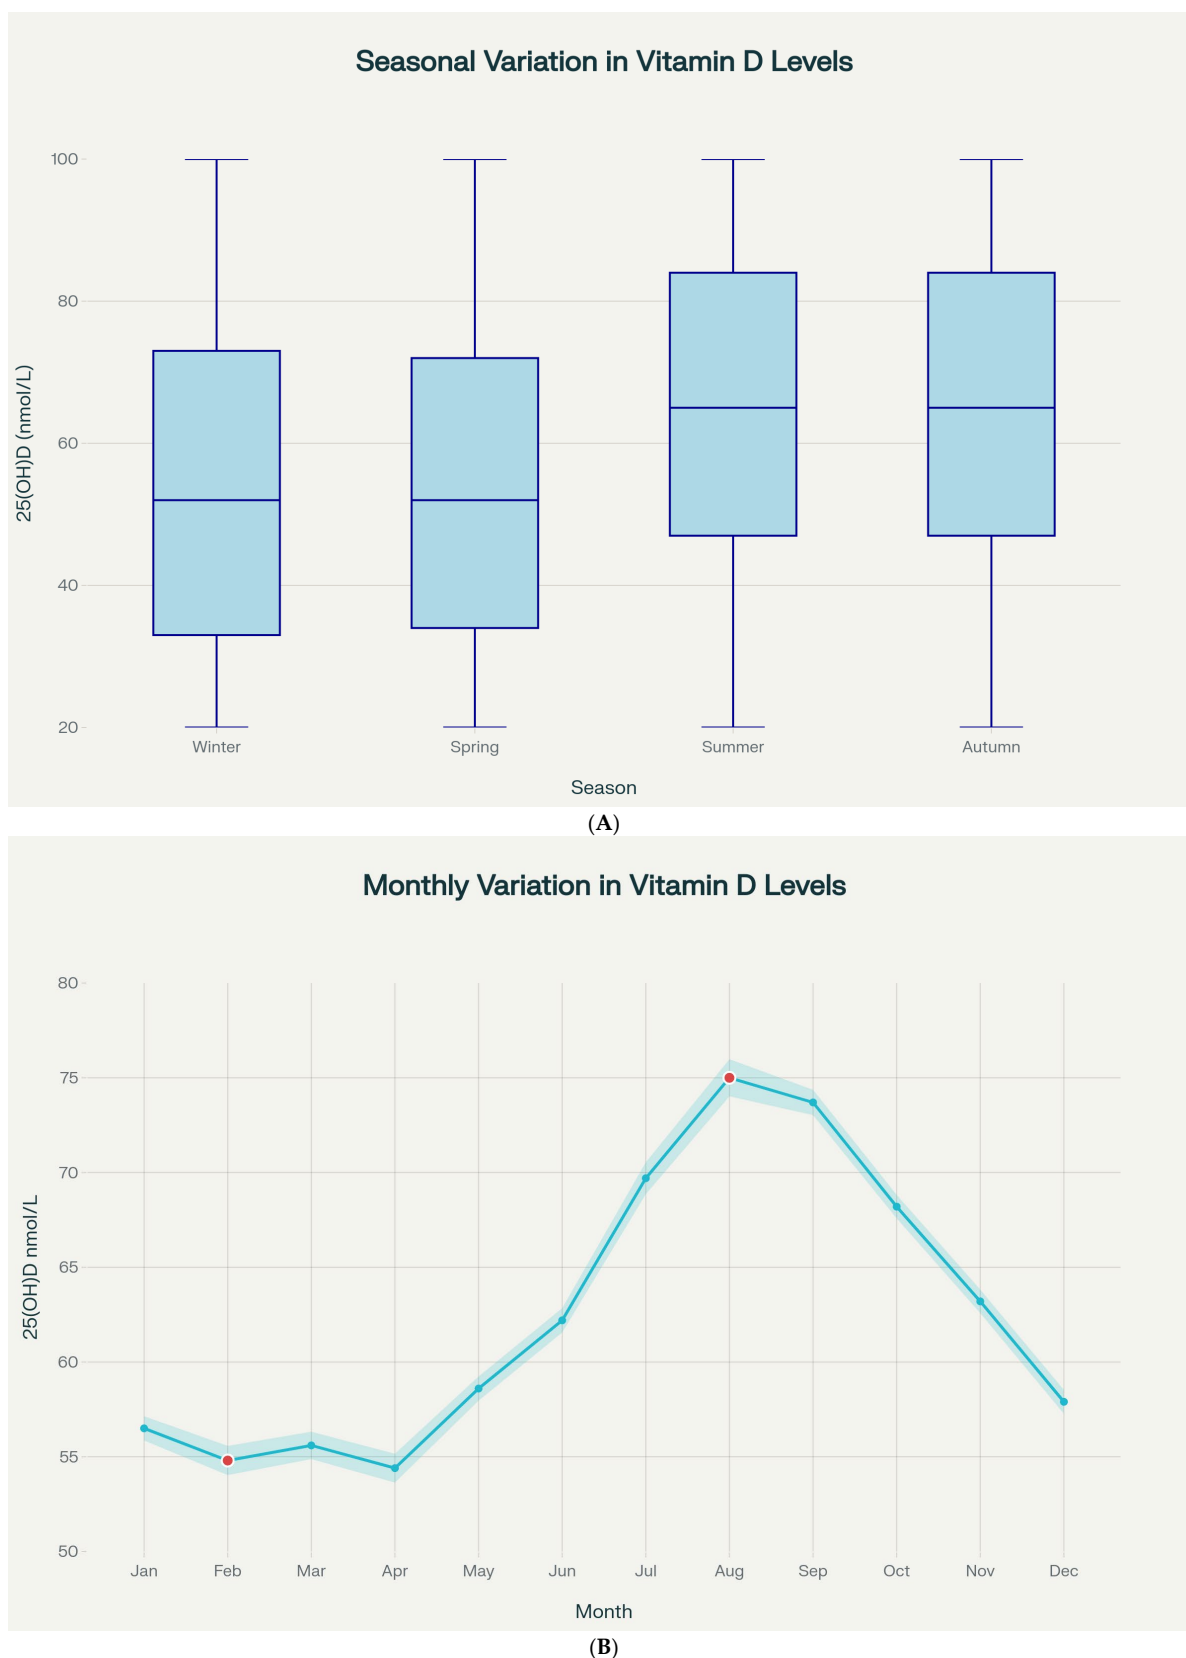 Seasonal Variation in Vitamin D Levels
100
80
60
40
20
25(OH)D (nmol/L)
Winter Spring Summer Autumn
Season
(A)
Monthly Variation in Vitamin D Levels
80
75
70
65
60
55
50
25(OH)D nmol/L
Jan Feb Mar Apr May Jun Jul Aug Sep Oct Nov Dec
Month
(B)